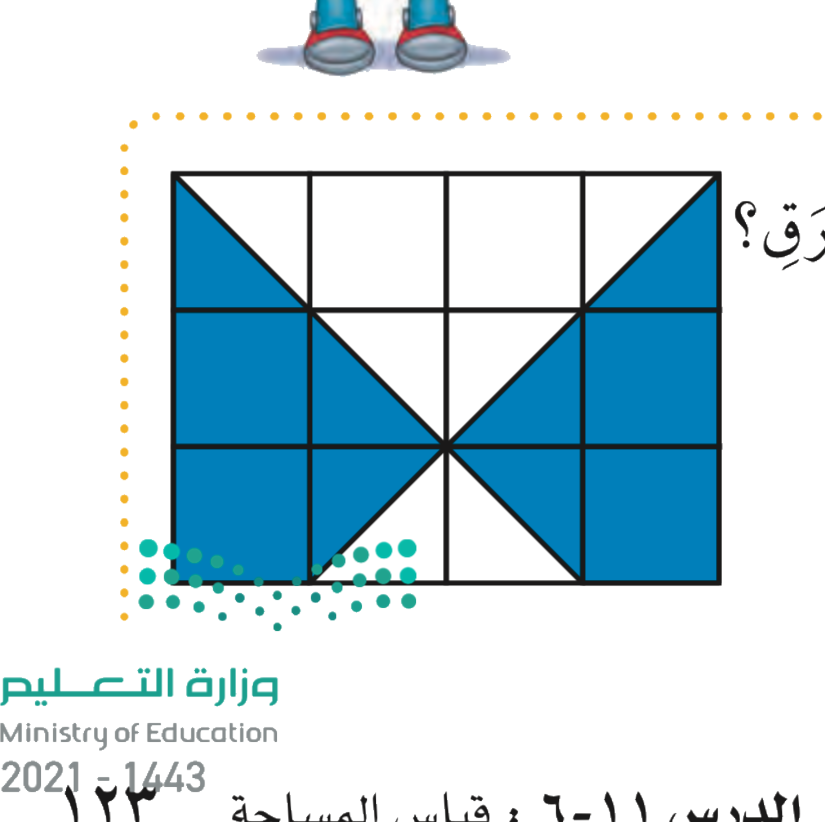 رَقِ؟
وزارة التعليم
Ministry of Education
2021 - 1443
الدرس ١١-٦ : قياس المساحة ١٢٣